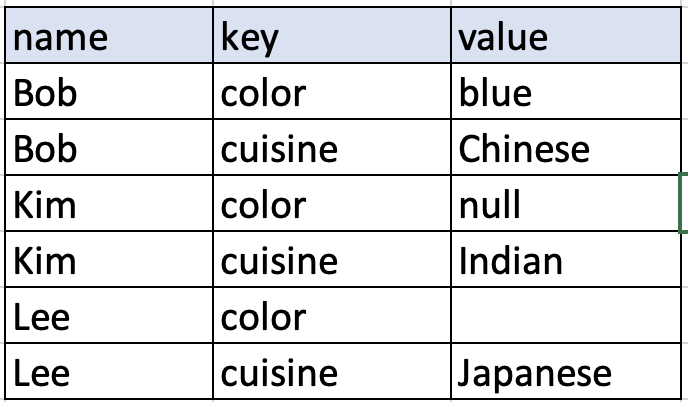 name key value
Bob color blue
Bob cuisine Chinese
Kim color null
Kim cuisine Indian
Lee color
Lee cuisine Japanese